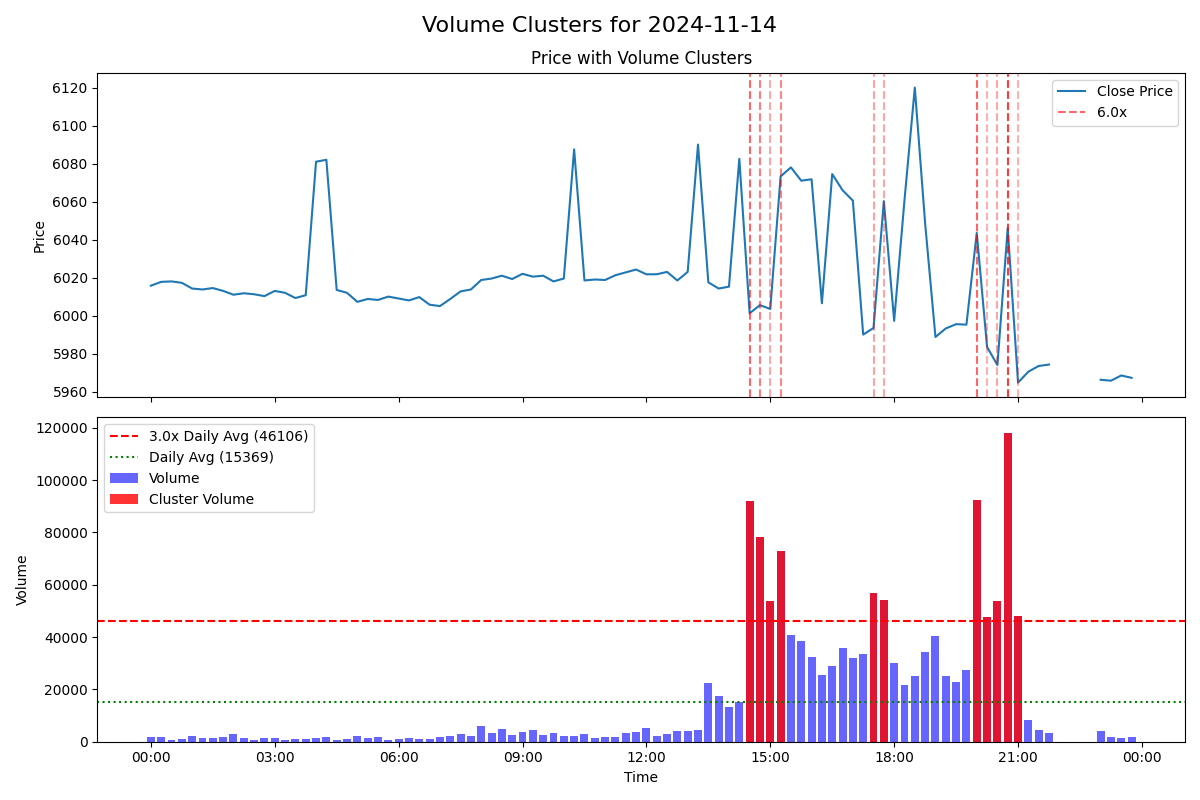 Volume Clusters for 2024-11-14
Price with Volume Clusters
Price
6120
6100
6080
6060
6040
6020
6000
5980
5960
Close Price
6.0x
Volume
120000
100000
80000
60000
40000
20000
0
3.0x Daily Avg (46106)
Daily Avg (15369)
Volume
Cluster Volume
00:00
03:00
06:00
09:00
12:00
15:00
18:00
21:00
00:00
Time